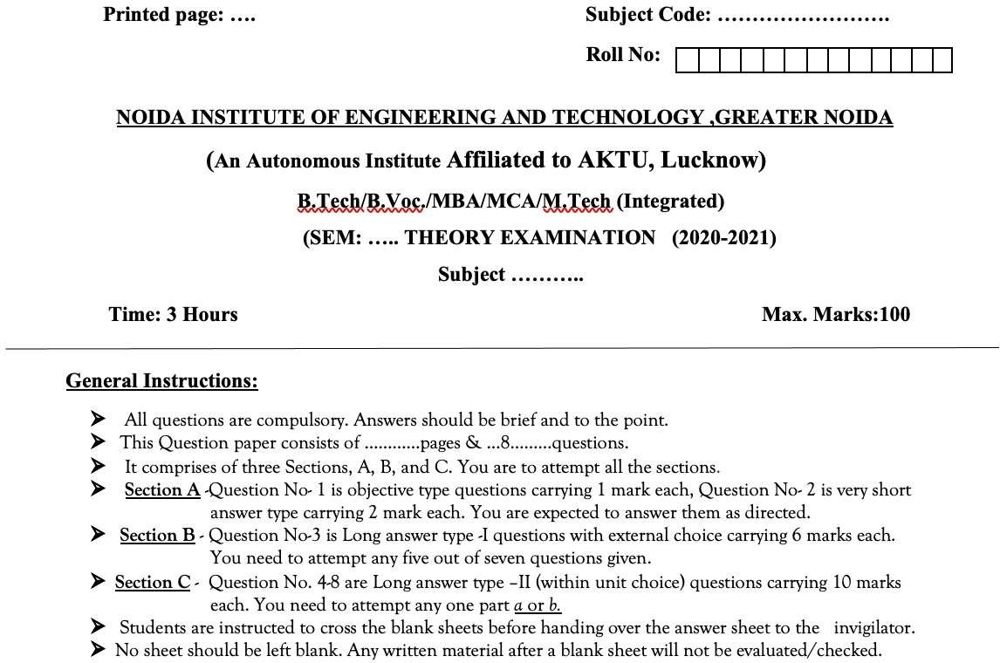 Printed page: .... Subject Code: .........................
Roll No:
NOIDA INSTITUTE OF ENGINEERING AND TECHNOLOGY ,GREATER NOIDA
(An Autonomous Institute Affiliated to AKTU, Lucknow)
B.Tech/B.Voc./MBA/MCA/M.Tech (Integrated)
(SEM: ..... THEORY EXAMINATION (2020-2021)
Subject ...........
Time: 3 Hours Max. Marks:100
General Instructions:
➤ All questions are compulsory. Answers should be brief and to the point.
➤ This Question paper consists of ............pages & ...8.........questions.
➤ It comprises of three Sections, A, B, and C. You are to attempt all the sections.
➤ Section A -Question No- 1 is objective type questions carrying 1 mark each, Question No- 2 is very short
answer type carrying 2 mark each. You are expected to answer them as directed.
➤ Section B - Question No-3 is Long answer type -I questions with external choice carrying 6 marks each.
You need to attempt any five out of seven questions given.
➤ Section C - Question No. 4-8 are Long answer type –II (within unit choice) questions carrying 10 marks
each. You need to attempt any one part a or b.
➤ Students are instructed to cross the blank sheets before handing over the answer sheet to the invigilator.
➤ No sheet should be left blank. Any written material after a blank sheet will not be evaluated/checked.